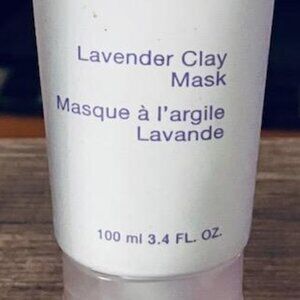 Lavender Clay
Mask
Masque à l'argile
Lavande
100 ml 3.4 FL. OZ.